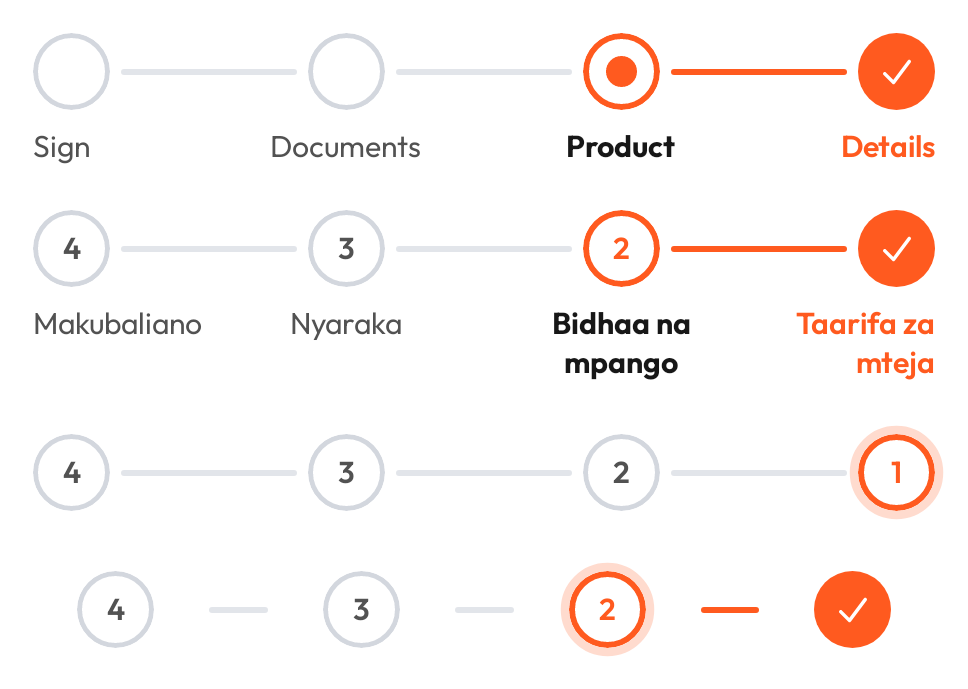 Sign Documents Product Details
4 3 2
Makubaliano Nyaraka Bidhaa na Taarifa za
mpango mteja
4 3 2 1
4 3 2